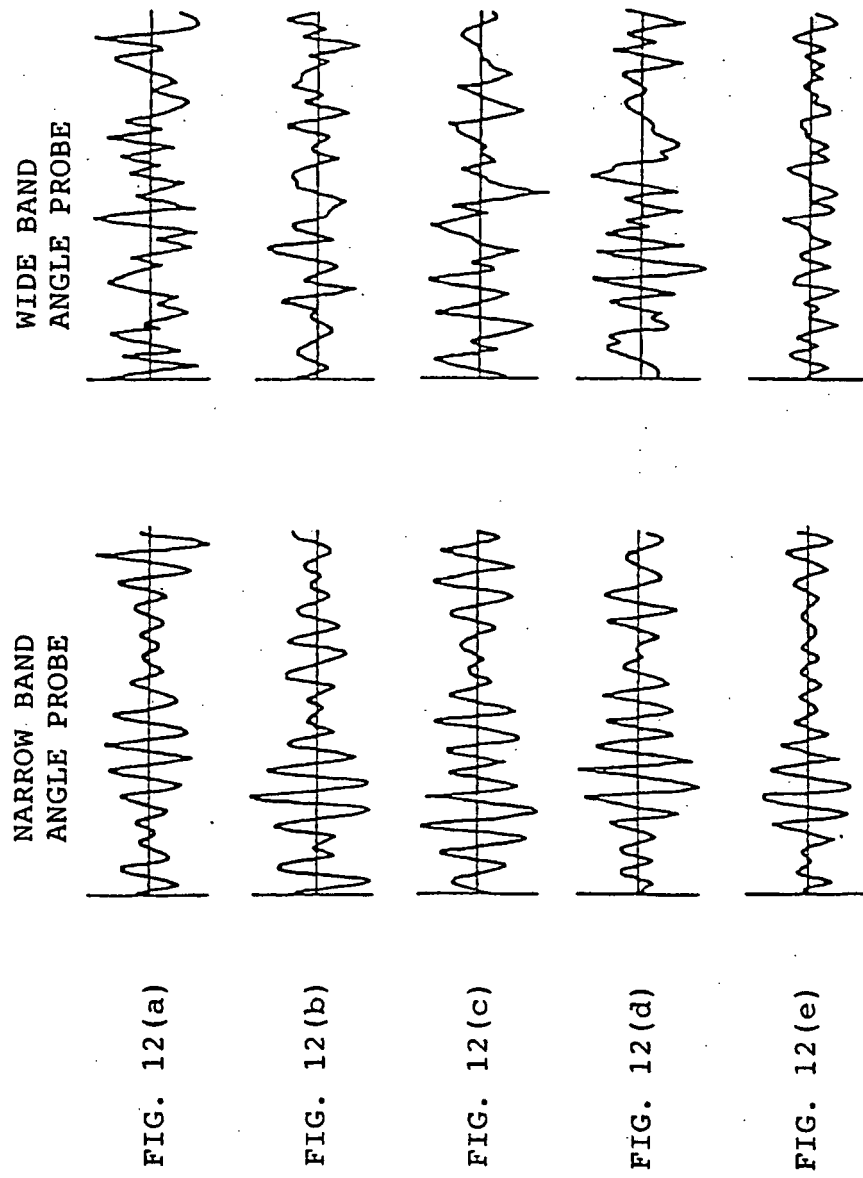 NARROW BAND
ANGLE PROBE
WIDE BAND
ANGLE PROBE
FIG. 12(a)
FIG. 12(b)
FIG. 12(c)
FIG. 12(d)
FIG. 12(e)